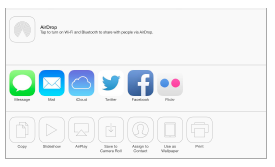 AirDrop
Tap to turn on Wi-Fi and Bluetooth to share with people via AirDrop.
Message Mail iCloud Twitter Facebook Flickr
Copy Slideshow AirPlay Save to Camera Roll Assign to Contact Use as Wallpaper Print